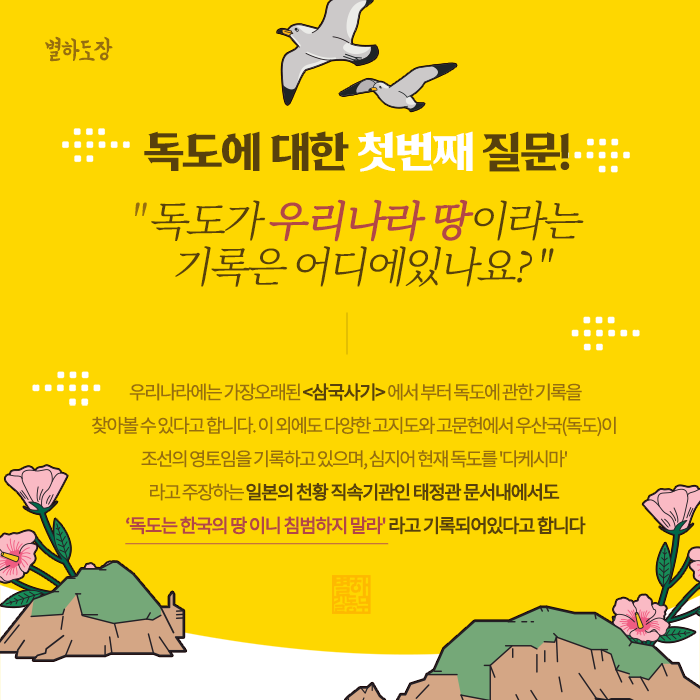 별하도장
독도에 대한 첫번째 질문!
"독도가 우리나라 땅이라는
기록은 어디에있나요?"
우리나라에는 가장오래된 <삼국사기> 에서 부터 독도에 관한 기록을
찾아볼 수 있다고 합니다. 이 외에도 다양한 고지도와 고문헌에서 우산국(독도)이
조선의 영토임을 기록하고 있으며, 심지어 현재 독도를 '다케시마'
라고 주장하는 일본의 천황 직속기관인 태정관 문서내에서도
'독도는 한국의 땅 이니 침범하지 말라' 라고 기록되어있다고 합니다